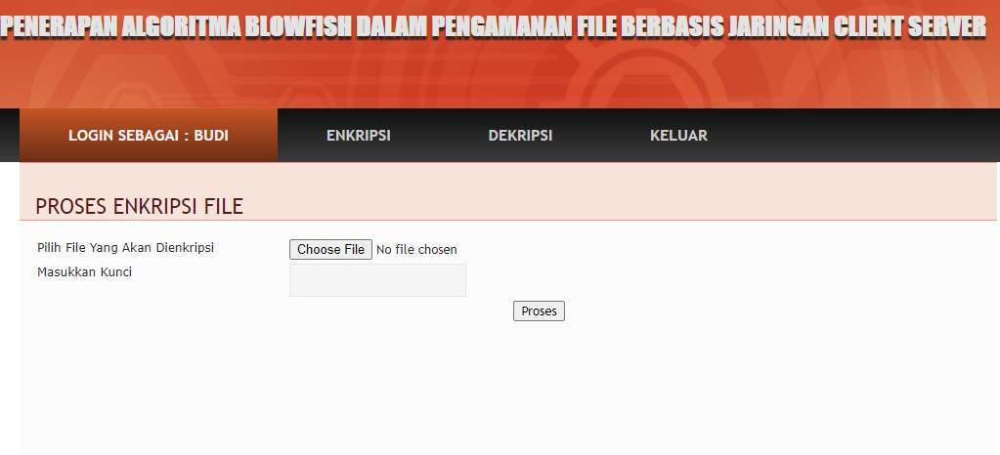 PENERAPAN ALGORITMA BLOWFISH DALAM PENGAMANAN FILE BERBASIS JARINGAN CLIENT SERVER
LOGIN SEBAGAI : BUDI ENKRIPSI DEKRIPSI KELUAR
PROSES ENKRIPSI FILE
Pilih File Yang Akan Dienkripsi Choose File No file chosen
Masukkan Kunci
Proses